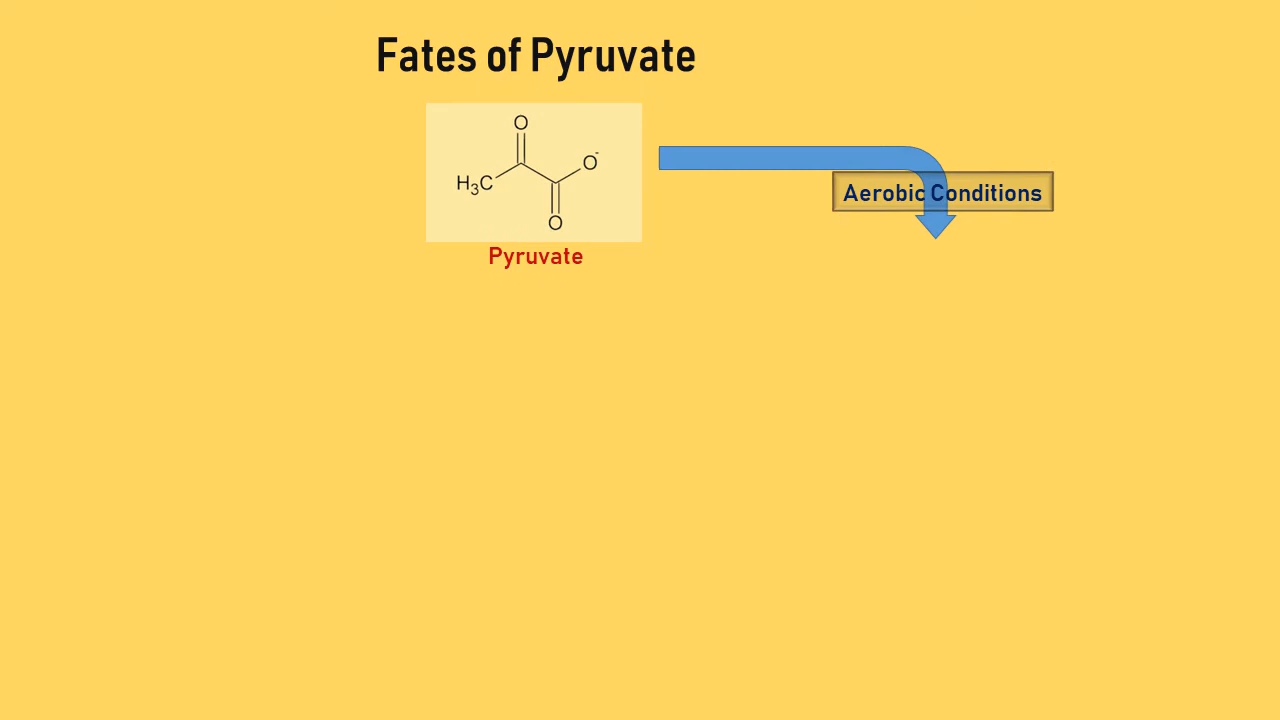 Fates of Pyruvate
O
O-
H3C
O
Aerobic Conditions
Pyruvate